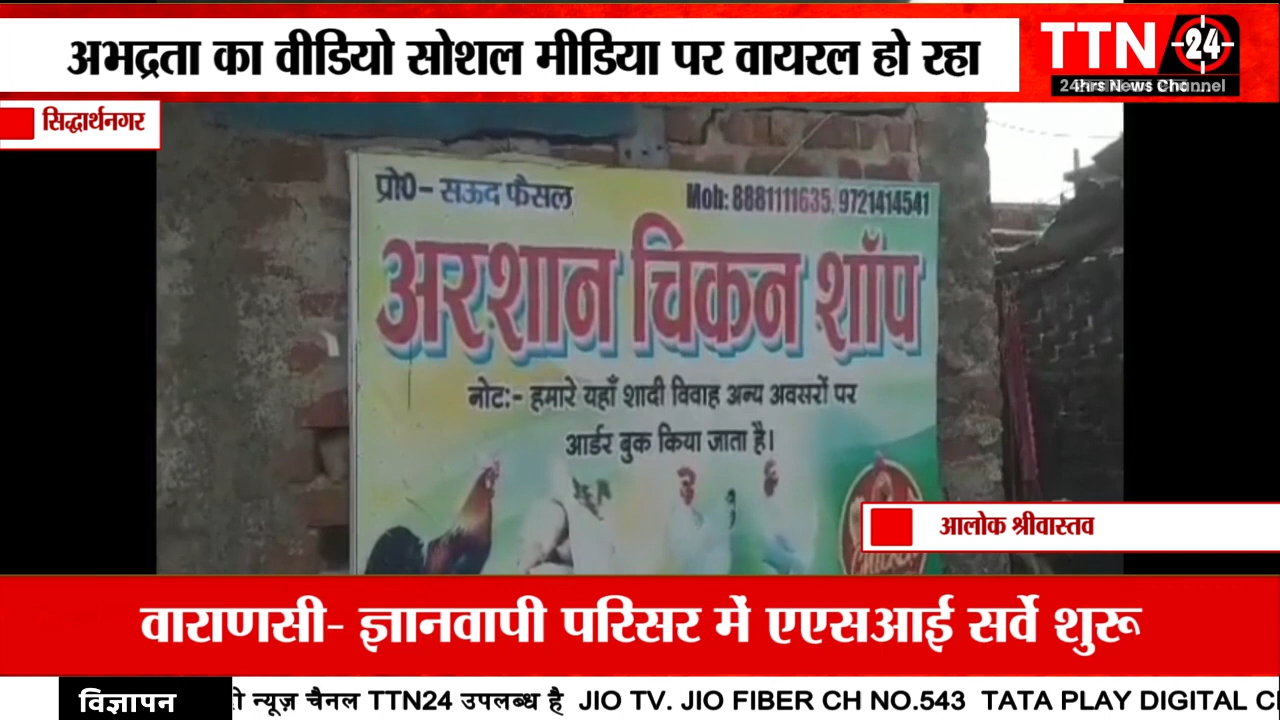 अभद्रता का वीडियो सोशल मीडिया पर वायरल हो रहा
TTN 24
24Hrs News Cha
सिद्धार्थनगर
प्रो0- सऊद फैसल
Moh: 8881111635, 9721414541
अरशान चिकन शॉप
नोट:- हमारे यहाँ शादी विवाह अन्य अवसरों पर
आर्डर बुक किया जाता है।
आलोक श्रीवास्तव
वाराणसी- ज्ञानवापी परिसर में एएसआई सर्वे शुरू
विज्ञापन
न्यूज़ चैनल TTN24 उपलब्ध है JIO TV. JIO FIBER CH NO.543 TATA PLAY DIGITAL